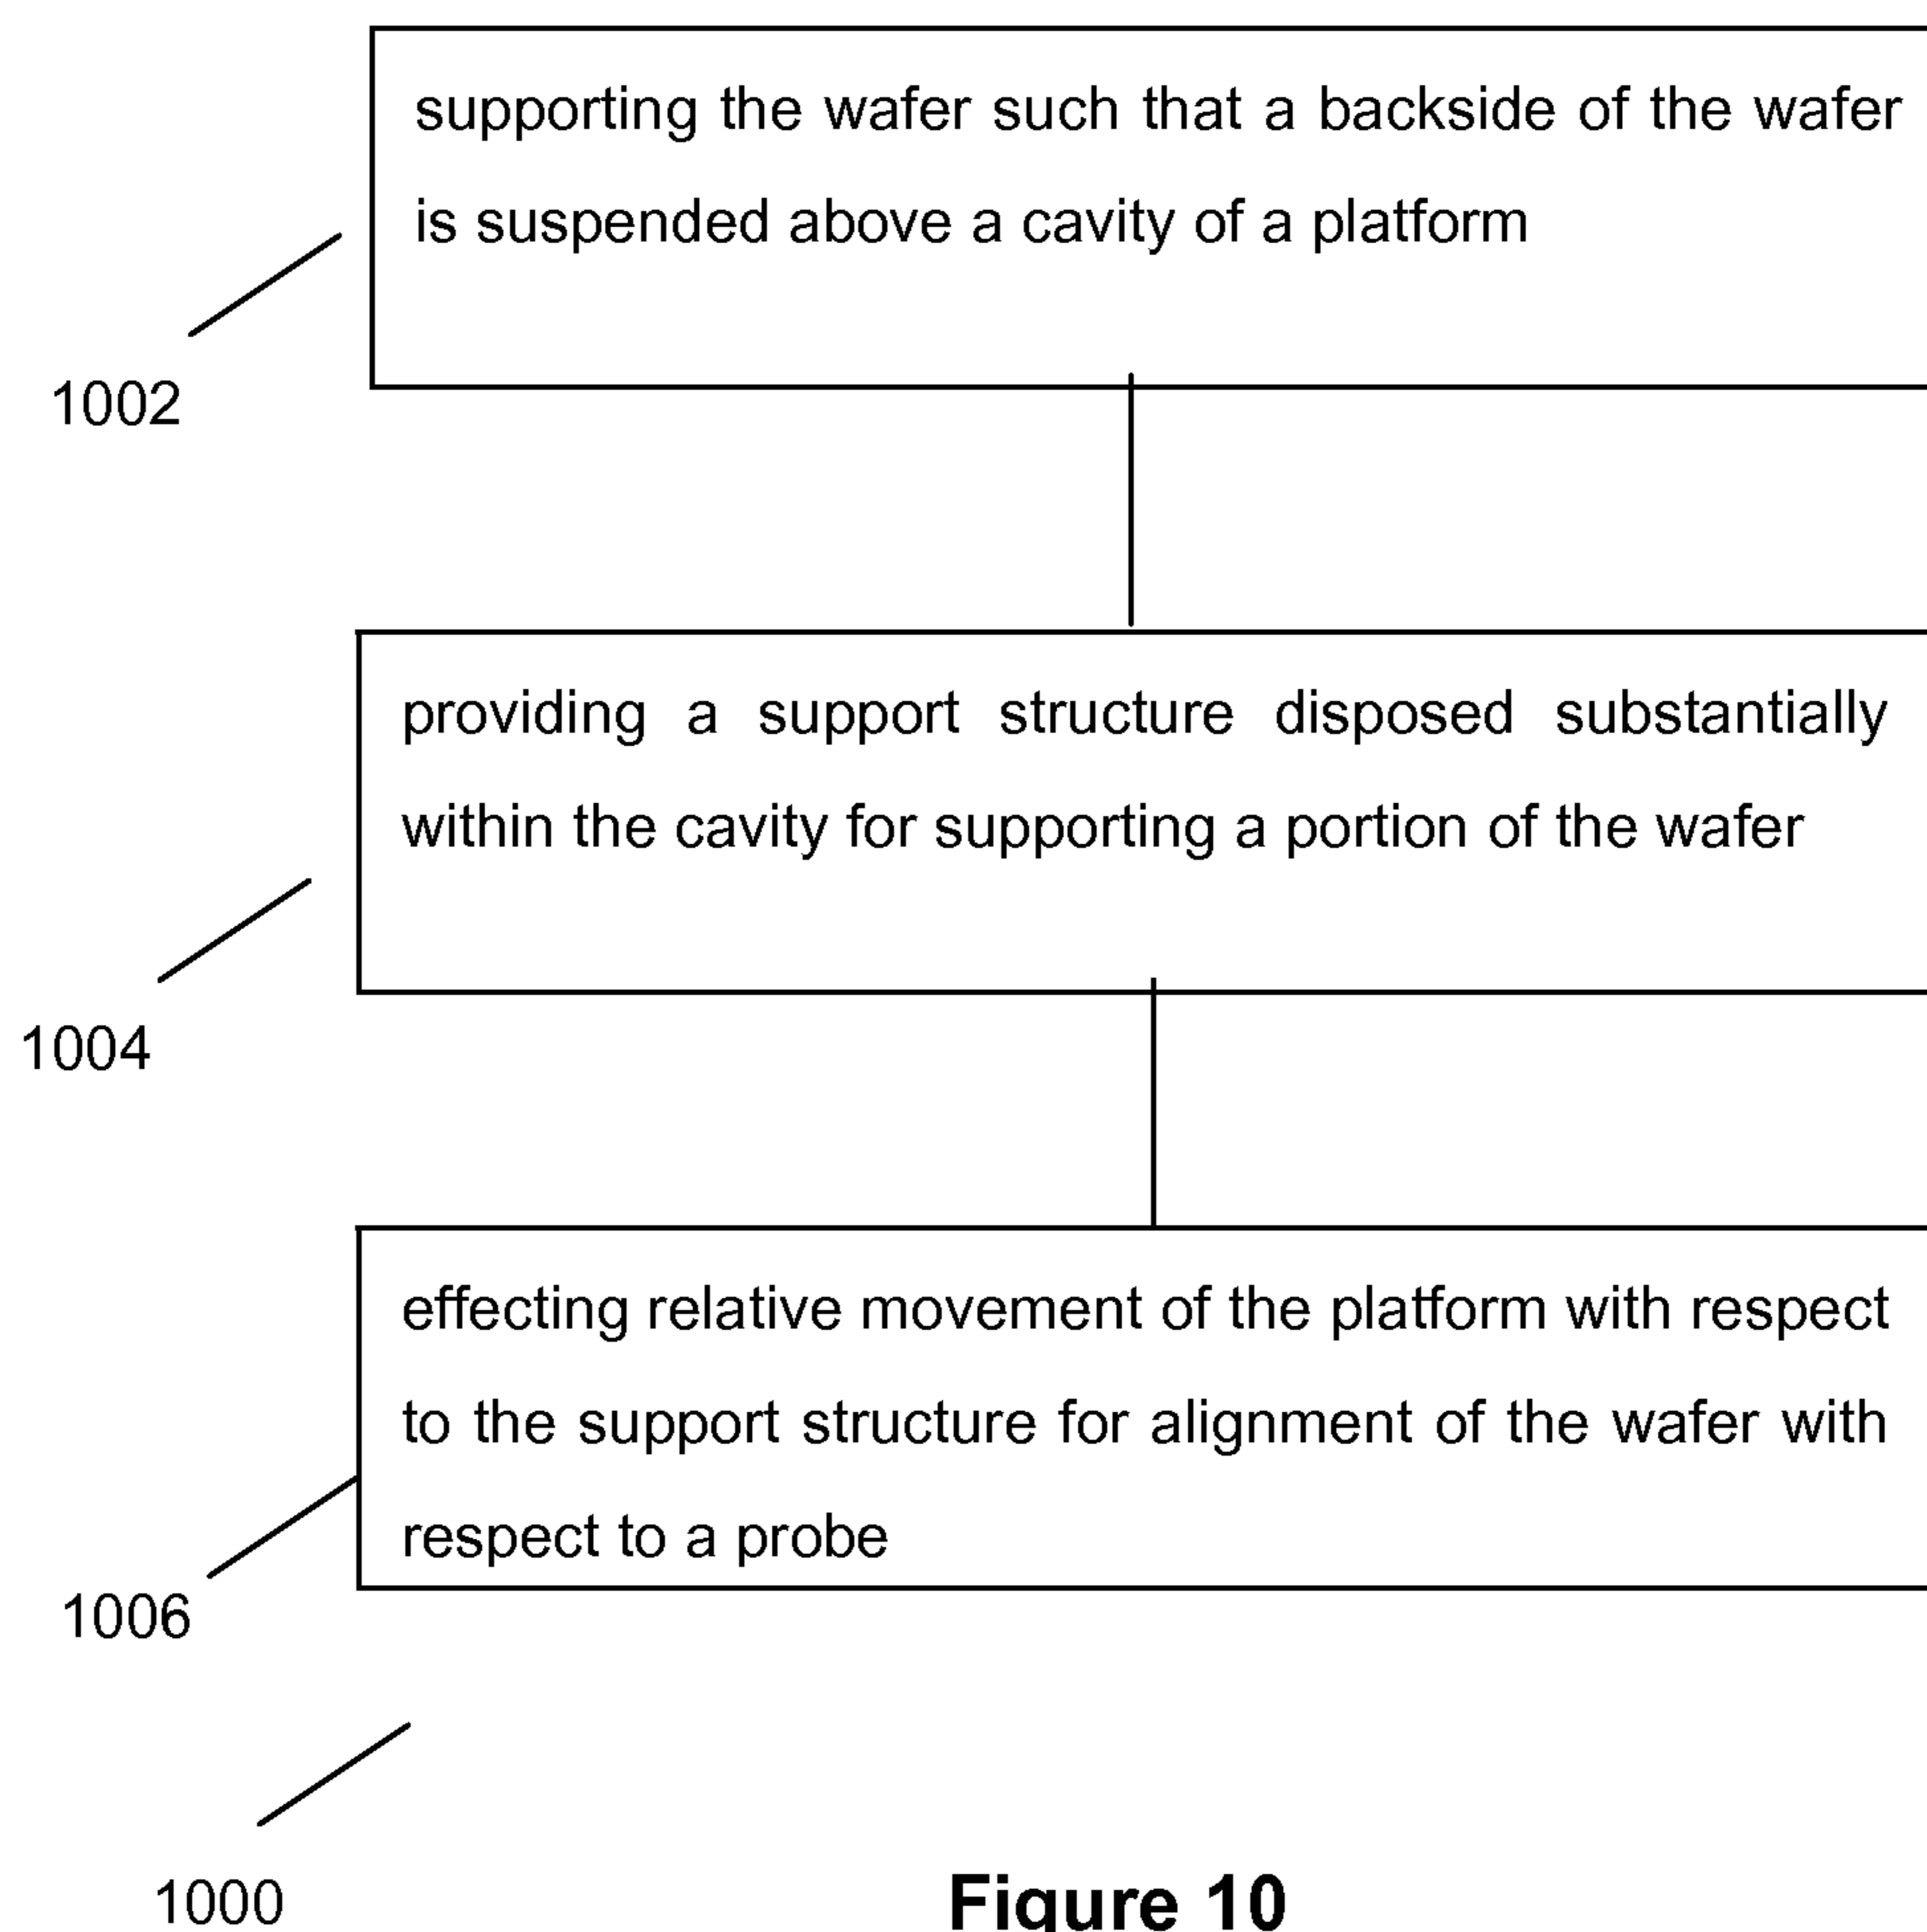 supporting the wafer such that a backside of the wafer
is suspended above a cavity of a platform
1002
providing a support structure disposed substantially
within the cavity for supporting a portion of the wafer
1004
effecting relative movement of the platform with respect
to the support structure for alignment of the wafer with
respect to a probe
1006
1000
Figure 10